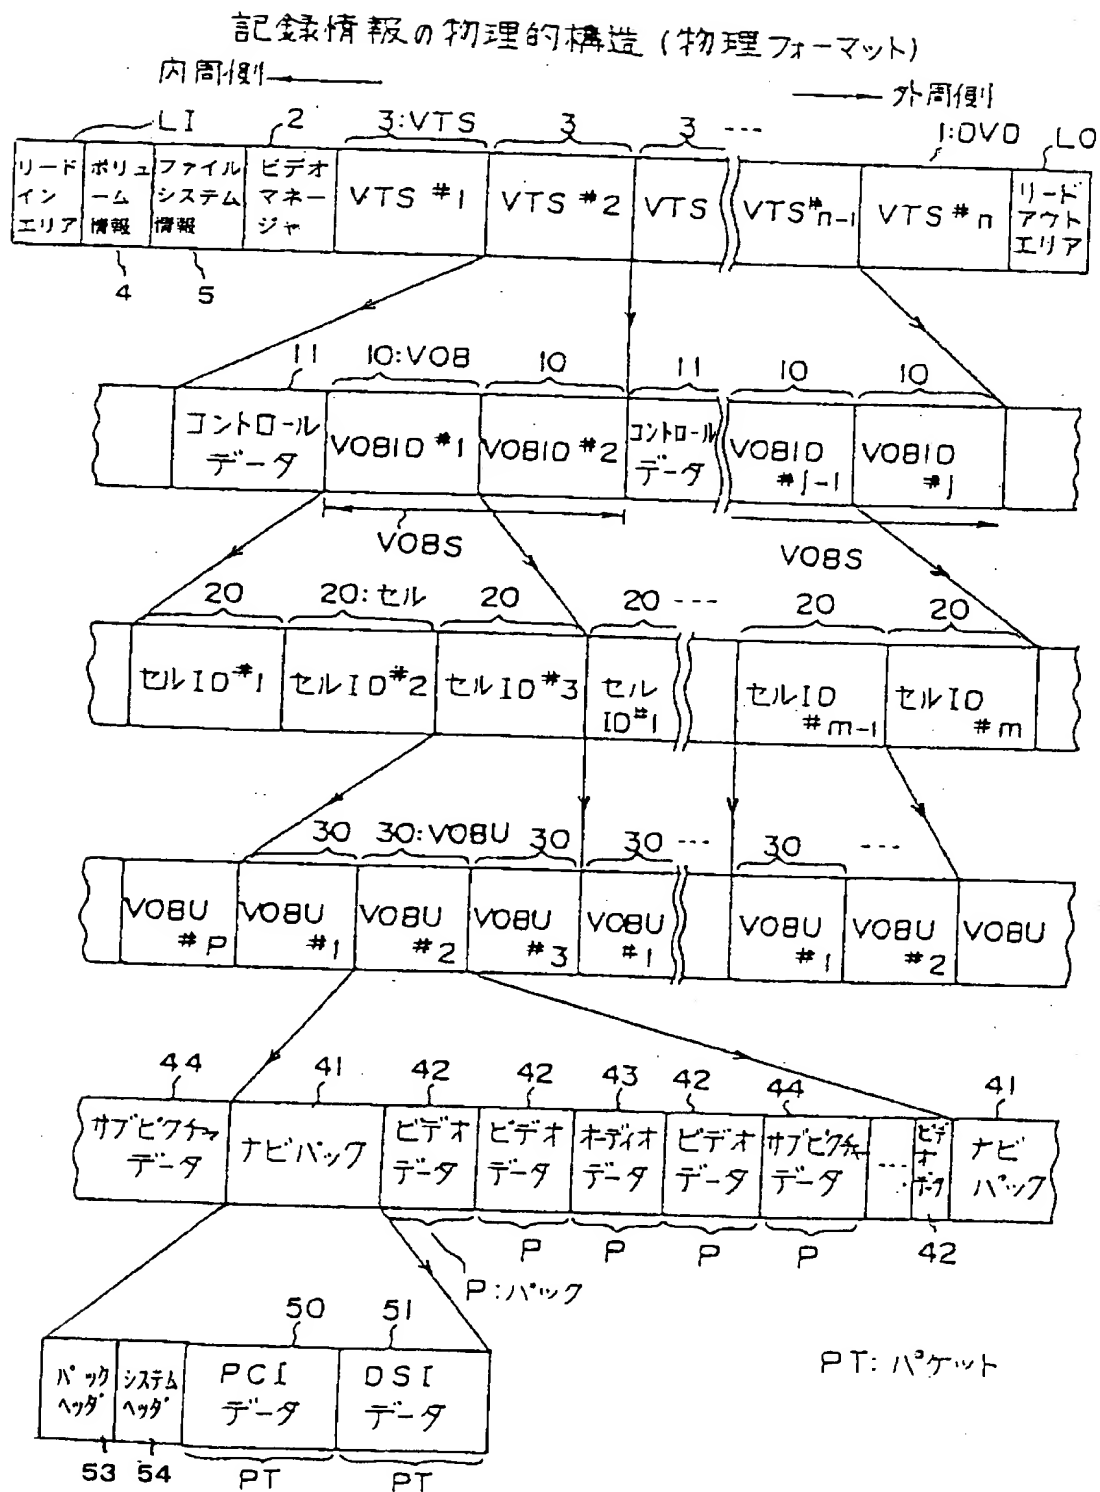 記録情報の物理的構造(物理フォーマット)
内周側
外周側
LI
2
3:VTS
3
3
---
1:DVD
LO
リード
イン
エリア
ボリュ
ーム
情報
ファイル
システム
情報
ビデオ
マネー
ジャ
VTS #1
VTS #2
VTS
VTS#n-1
VTS #n
リード
アウト
エリア
4
5
11
10:VOB
10
11
10
10
コントロール
データ
VOBID #1
VOBID #2
コントロール
データ
VOBID
#j-1
VOBID
#j
VOBS
VOBS
20
20:セル
20
20
---
20
20
セルID#1
セルID#2
セルID#3
セル
ID#1
セルID
#m-1
セルID
#m
30
30:VOBU
30
30
---
30
---
VOBU
#P
VOBU
#1
VOBU
#2
VOBU
#3
VOBU
#1
VOBU
#1
VOBU
#2
VOBU
44
41
42
42
43
42
44
41
サブピクチャ
データ
ナビパック
ビデオ
データ
ビデオ
データ
オーディオ
データ
ビデオ
データ
サブピクチャー
データ
---
ビデ
オ
データ
ナビ
パック
42
P
P
P
P
P:パック
50
51
パック
ヘッダ
システム
ヘッダ
PCI
データ
DSI
データ
PT:パケット
53
54
PT
PT